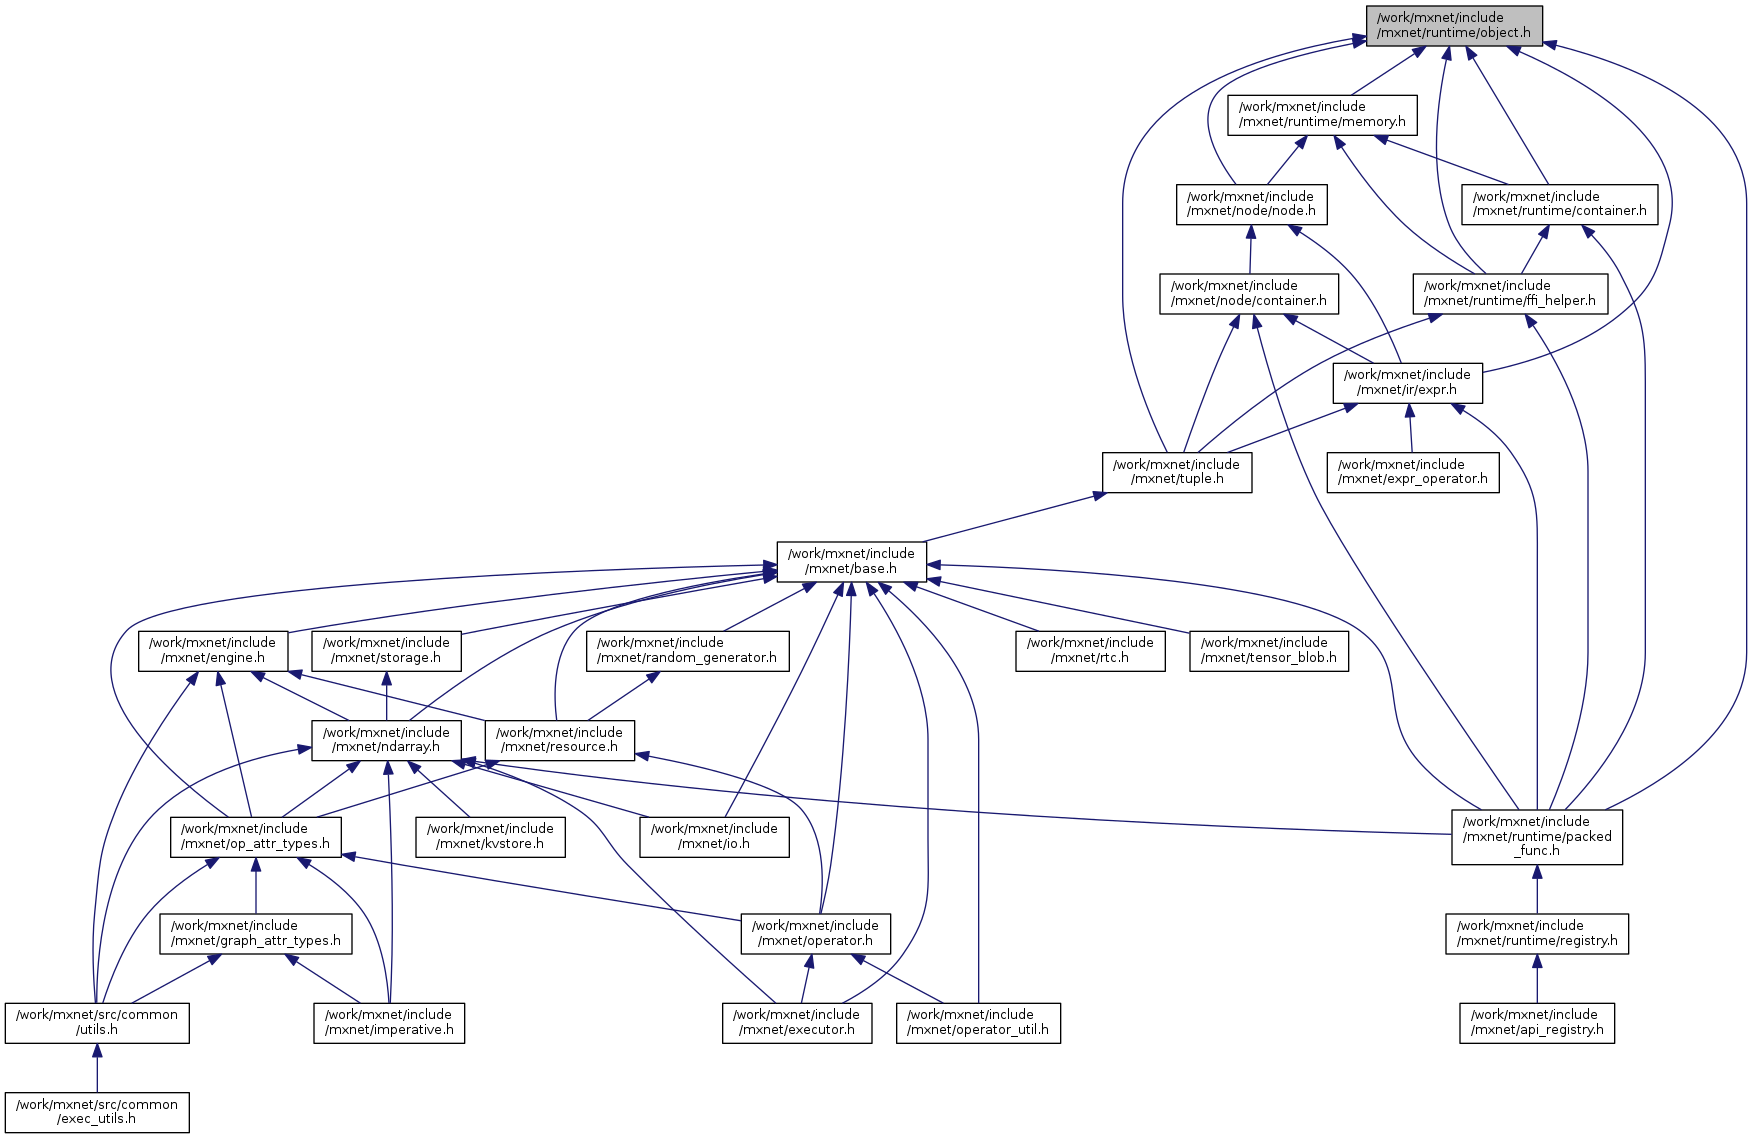 /work/mxnet/include
/mxnet/runtime/object.h
/work/mxnet/include
/mxnet/runtime/memory.h
/work/mxnet/include
/mxnet/node/node.h
/work/mxnet/include
/mxnet/runtime/container.h
/work/mxnet/include
/mxnet/node/container.h
/work/mxnet/include
/mxnet/runtime/ffi_helper.h
/work/mxnet/include
/mxnet/ir/expr.h
/work/mxnet/include
/mxnet/tuple.h
/work/mxnet/include
/mxnet/expr_operator.h
/work/mxnet/include
/mxnet/base.h
/work/mxnet/include
/mxnet/engine.h
/work/mxnet/include
/mxnet/storage.h
/work/mxnet/include
/mxnet/random_generator.h
/work/mxnet/include
/mxnet/rtc.h
/work/mxnet/include
/mxnet/tensor_blob.h
/work/mxnet/include
/mxnet/ndarray.h
/work/mxnet/include
/mxnet/resource.h
/work/mxnet/include
/mxnet/op_attr_types.h
/work/mxnet/include
/mxnet/kvstore.h
/work/mxnet/include
/mxnet/io.h
/work/mxnet/include
/mxnet/runtime/packed
_func.h
/work/mxnet/include
/mxnet/graph_attr_types.h
/work/mxnet/include
/mxnet/operator.h
/work/mxnet/include
/mxnet/runtime/registry.h
/work/mxnet/src/common
/utils.h
/work/mxnet/include
/mxnet/imperative.h
/work/mxnet/include
/mxnet/executor.h
/work/mxnet/include
/mxnet/operator_util.h
/work/mxnet/include
/mxnet/api_registry.h
/work/mxnet/src/common
/exec_utils.h